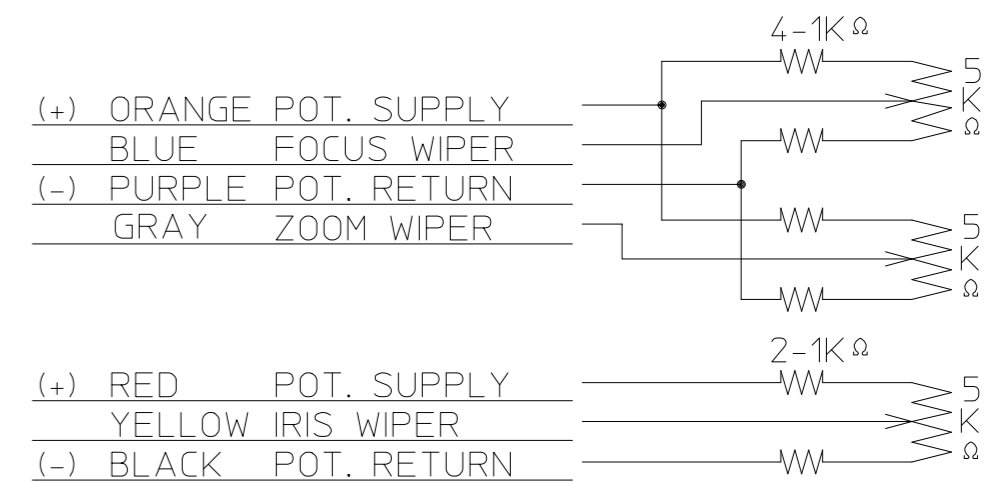 4-1K Ω
(+) ORANGE POT. SUPPLY
BLUE FOCUS WIPER
(-) PURPLE POT. RETURN
GRAY ZOOM WIPER
5
K
Ω
5
K
Ω
2-1K Ω
(+) RED POT. SUPPLY
YELLOW IRIS WIPER
(-) BLACK POT. RETURN
5
K
Ω